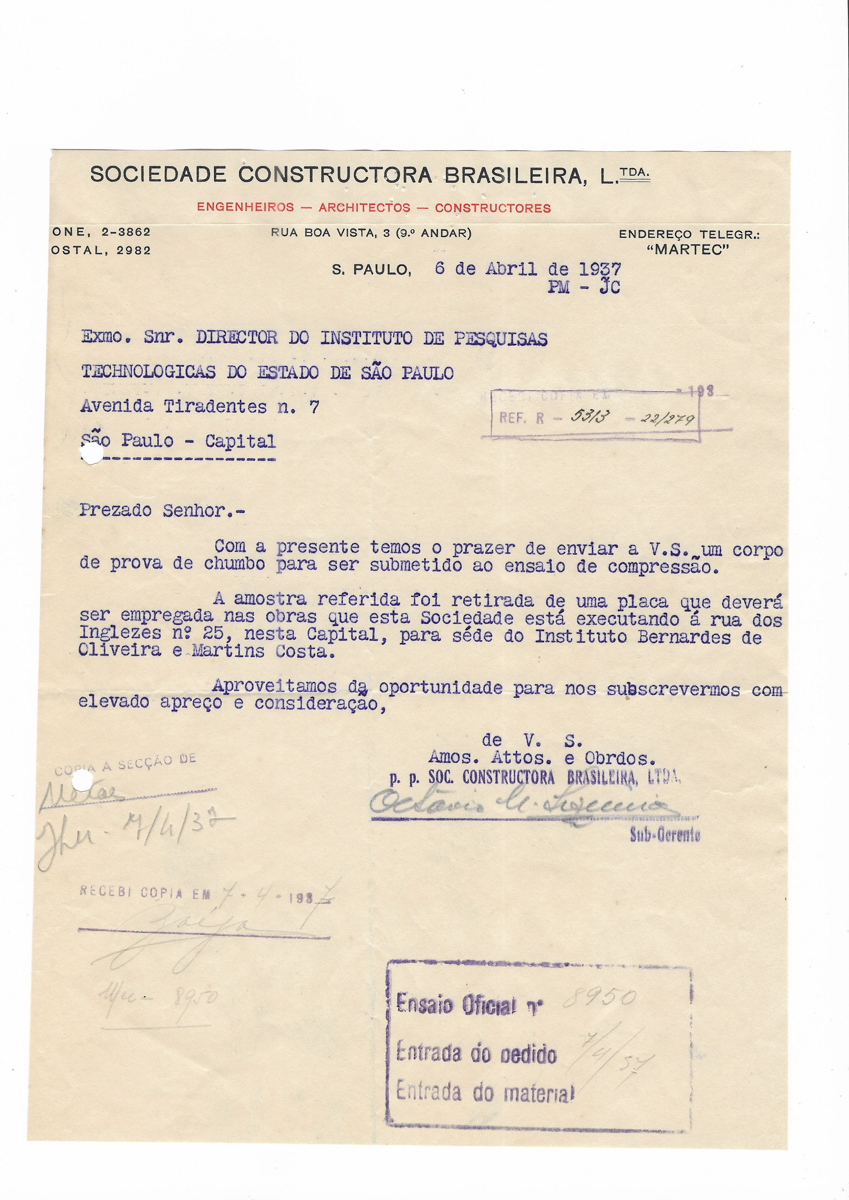 SOCIEDADE CONSTRUCTORA BRASILEIRA, L.TDA.
ENGENHEIROS — ARCHITECTOS — CONSTRUCTORES
ONE, 2-3862
OSTAL, 2982
RUA BOA VISTA, 3 (9.º ANDAR)
ENDEREÇO TELEGR.:
"MARTEC"
S. PAULO, 6 de Abril de 1937
PM - JC
Exmo. Snr. DIRECTOR DO INSTITUTO DE PESQUISAS
TECHNOLOGICAS DO ESTADO DE SÃO PAULO
Avenida Tiradentes n. 7
São Paulo - Capital
RECEBI COPIA EM - 193
REF. R - 5313 - 22/279
Prezado Senhor.-
Com a presente temos o prazer de enviar a V.S. um corpo
de prova de chumbo para ser submetido ao ensaio de compressão.
A amostra referida foi retirada de uma placa que deverá
ser empregada nas obras que esta Sociedade está executando á rua dos
Inglezes nº 25, nesta Capital, para séde do Instituto Bernardes de
Oliveira e Martins Costa.
Aproveitamos da oportunidade para nos subscrevermos com
elevado apreço e consideração,
de V. S.
Amos. Attos. e Obrdos.
p. p. SOC. CONSTRUCTORA BRASILEIRA, LTDA.
Octavio M.
Sub-Gerente
COPIA Á SECÇÃO DE
Metaes
7/4/37
RECEBI COPIA EM 7 - 4 - 1937
8950
Ensaio Oficial nº 8950
Entrada do pedido 7/4/37
Entrada do material